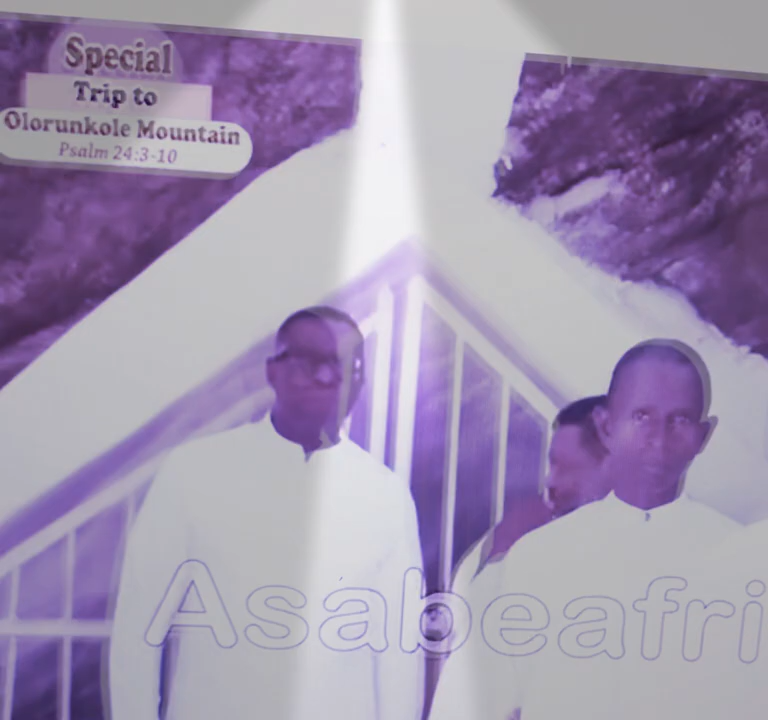 Special
Trip to
Olorunkole Mountain
Psalm 24:3-10
Asabeafri